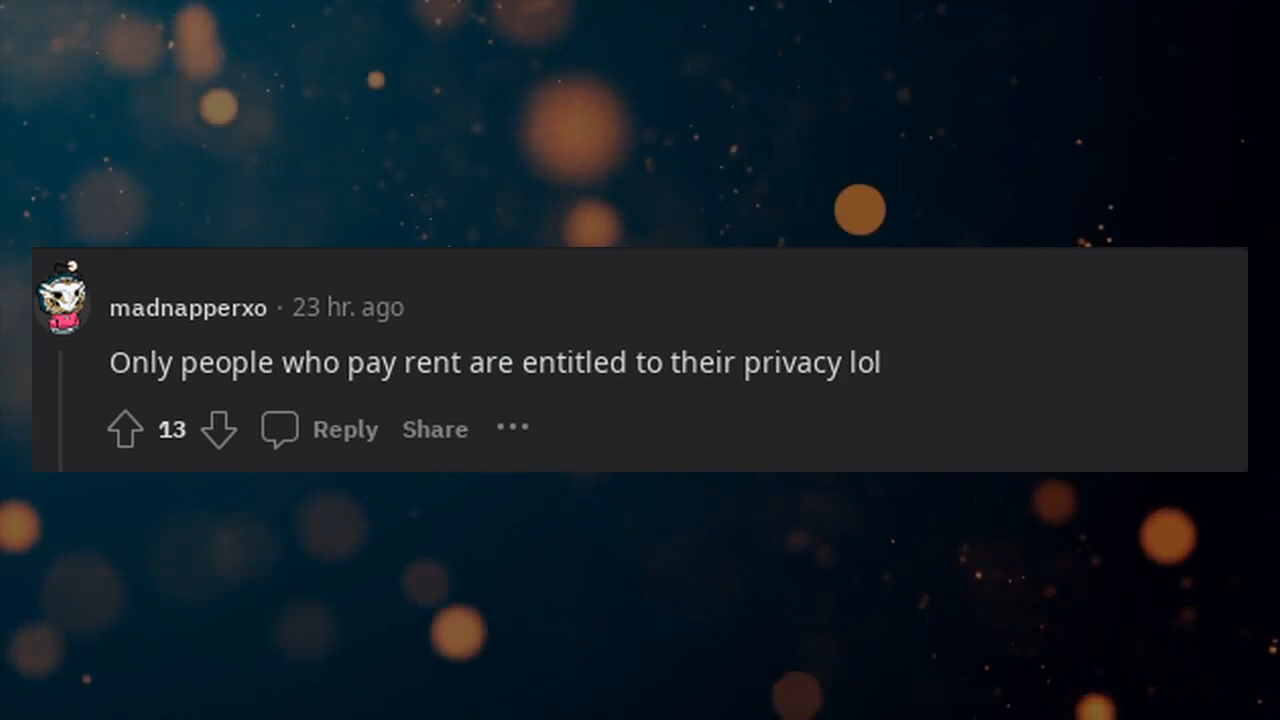 madnapperxo · 23 hr. ago
Only people who pay rent are entitled to their privacy lol
13 Reply Share •••